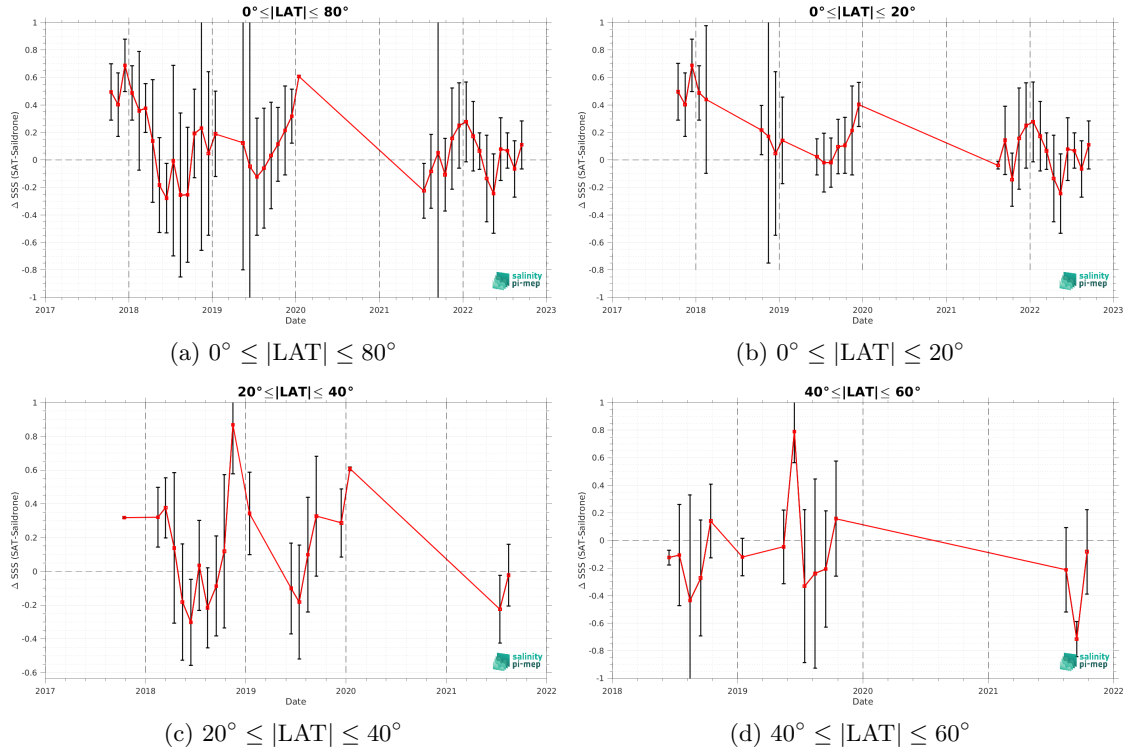 0°≤|LAT|≤ 80°
Δ SSS (SAT-Saildrone)
1
0.8
0.6
0.4
0.2
0
-0.2
-0.4
-0.6
-0.8
-1
2017 2018 2019 2020 2021 2022 2023
Date
salinity
pi-mep
(a) 0° ≤ |LAT| ≤ 80°
0°≤|LAT|≤ 20°
Δ SSS (SAT-Saildrone)
1
0.8
0.6
0.4
0.2
0
-0.2
-0.4
-0.6
-0.8
-1
2017 2018 2019 2020 2021 2022 2023
Date
salinity
pi-mep
(b) 0° ≤ |LAT| ≤ 20°
20°≤|LAT|≤ 40°
Δ SSS (SAT-Saildrone)
1
0.8
0.6
0.4
0.2
0
-0.2
-0.4
-0.6
2017 2018 2019 2020 2021 2022
Date
salinity
pi-mep
(c) 20° ≤ |LAT| ≤ 40°
40°≤|LAT|≤ 60°
Δ SSS (SAT-Saildrone)
1
0.8
0.6
0.4
0.2
0
-0.2
-0.4
-0.6
-0.8
-1
2018 2019 2020 2021 2022
Date
salinity
pi-mep
(d) 40° ≤ |LAT| ≤ 60°